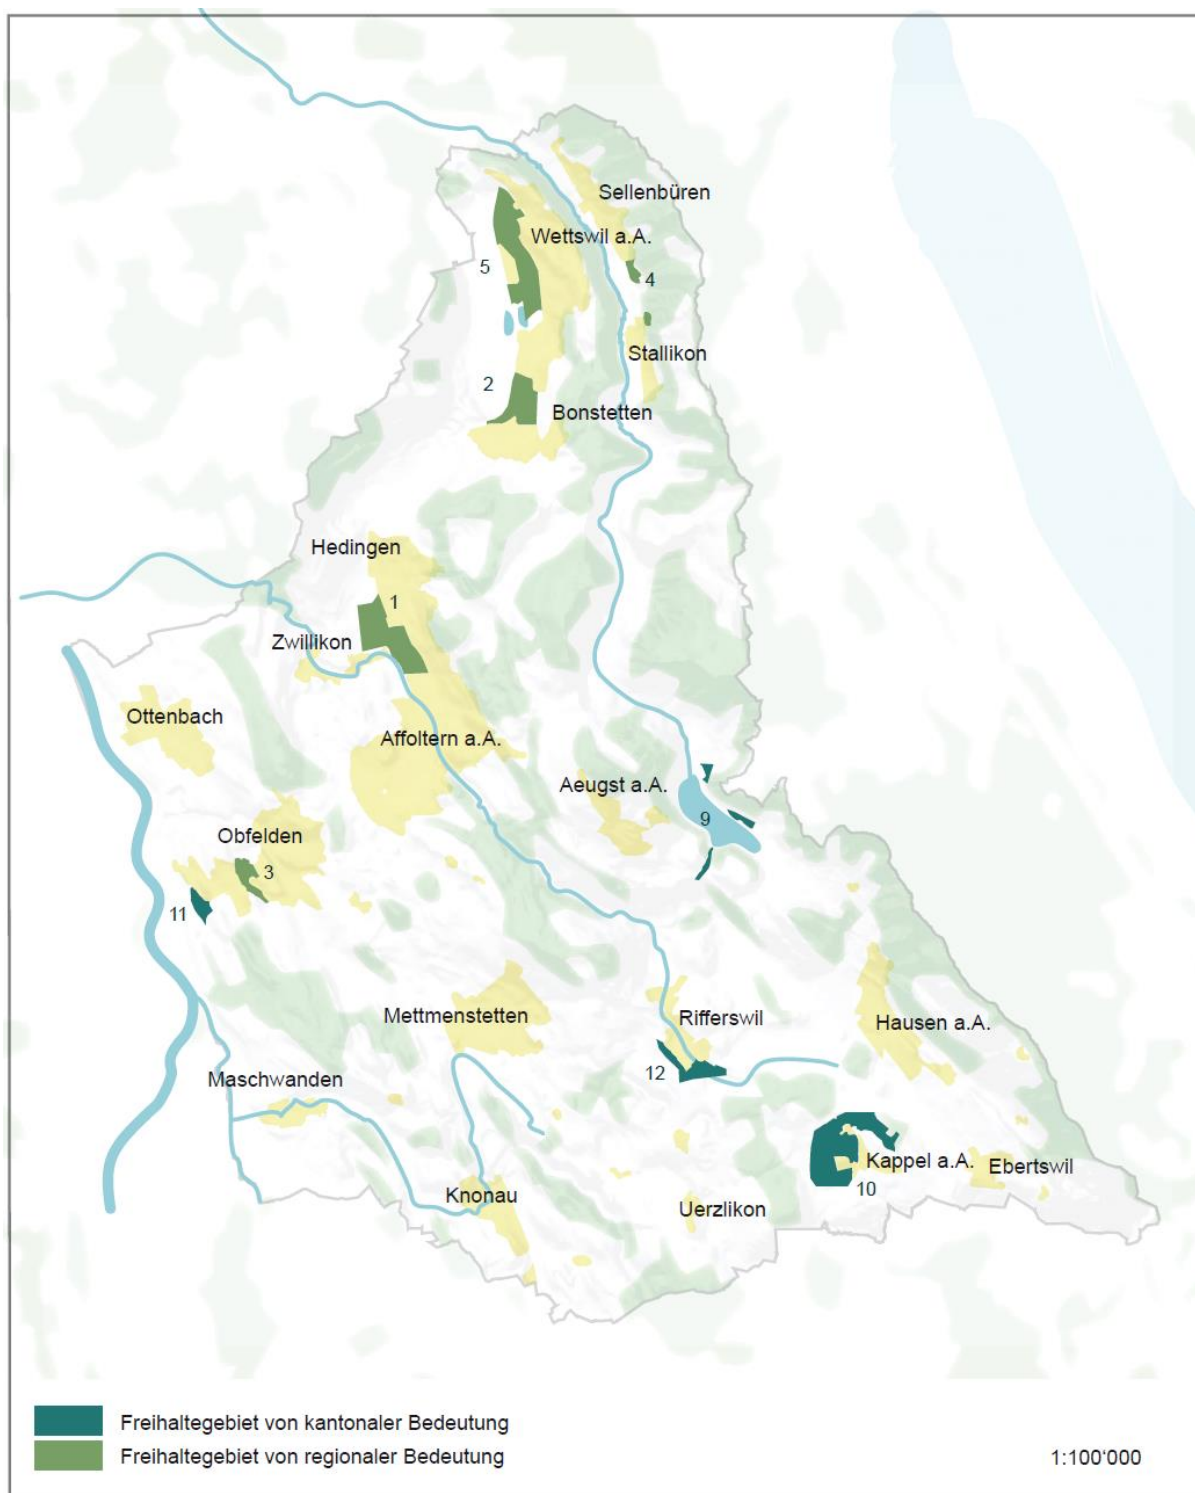 Sellenbüren
Wettswil a.A.
5
4
Stallikon
2
Bonstetten
Hedingen
1
Zwillikon
Ottenbach
Affoltern a.A.
Aeugst a.A.
9
Obfelden
3
11
Mettmenstetten
Rifferswil
Hausen a.A.
12
Maschwanden
Kappel a.A.
Ebertswil
10
Knonau
Uerzlikon
Freihaltegebiet von kantonaler Bedeutung
Freihaltegebiet von regionaler Bedeutung
1:100'000